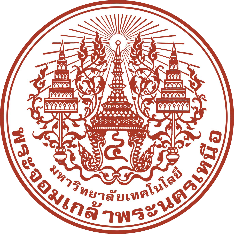 ๔
มหาวิทยาลัยเทคโนโลยี
พระจอมเกล้าพระนครเหนือ